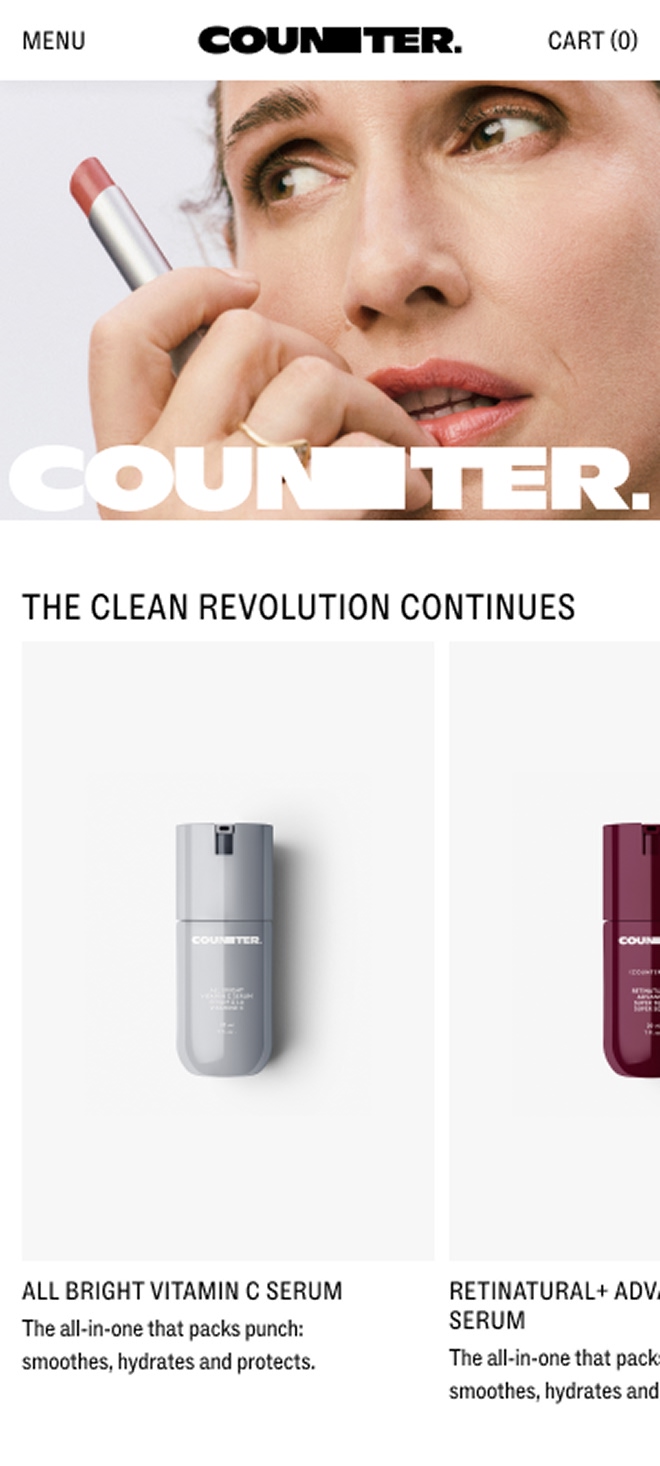 MENU
COUNTER.
CART (0)
COUNTER.
THE CLEAN REVOLUTION CONTINUES
COUNTER.
COUN
ALL BRIGHT VITAMIN C SERUM
The all-in-one that packs punch:
smoothes, hydrates and protects.
RETINATURAL+ ADVA
SERUM
The all-in-one that packs
smoothes, hydrates and